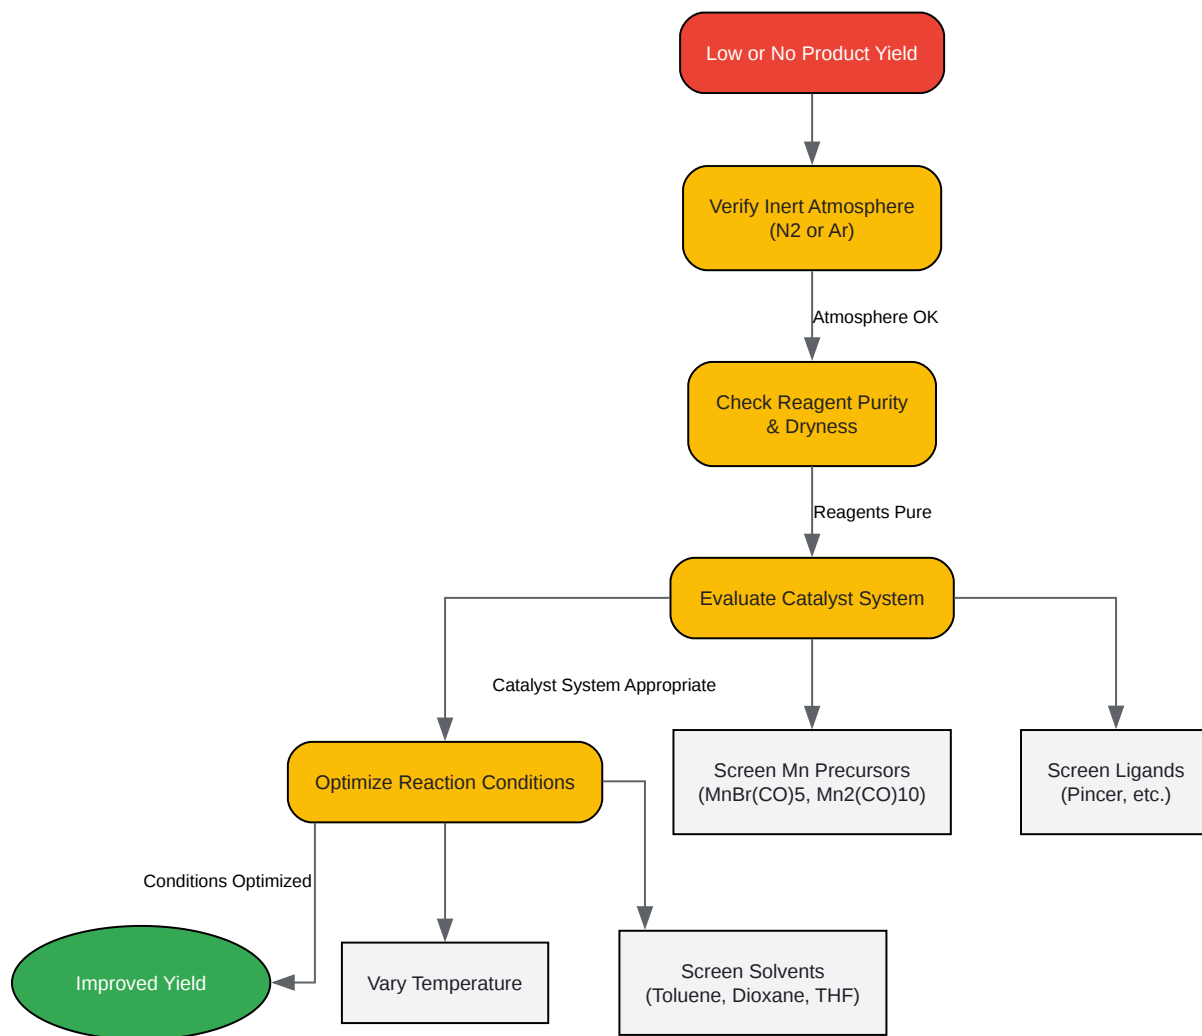 Low or No Product Yield
Verify Inert Atmosphere
(N2 or Ar)
Atmosphere OK
Check Reagent Purity
& Dryness
Reagents Pure
Evaluate Catalyst System
Catalyst System Appropriate
Optimize Reaction Conditions
Screen Mn Precursors
(MnBr(CO)5, Mn2(CO)10)
Screen Ligands
(Pincer, etc.)
Conditions Optimized
Improved Yield
Vary Temperature
Screen Solvents
(Toluene, Dioxane, THF)